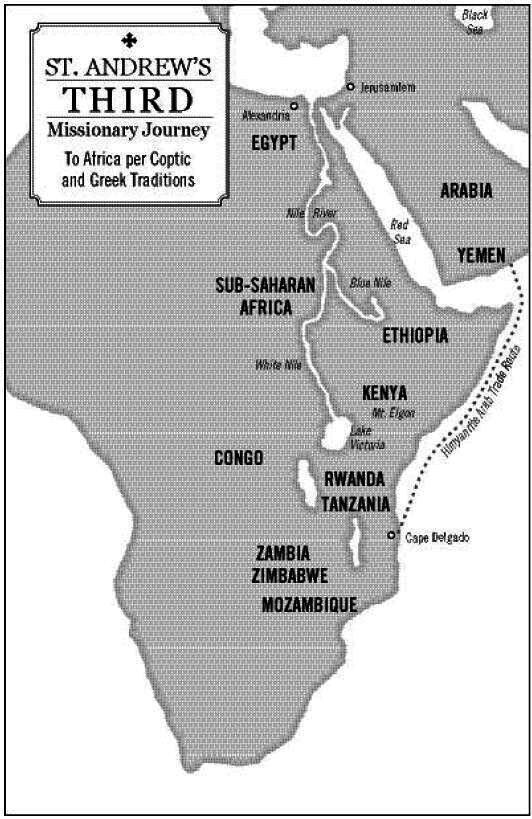 ST. ANDREW'S
THIRD
Missionary Journey
To Africa per Coptic
and Greek Traditions
Black
Sea
Jerusamlem
Alexandria
EGYPT
ARABIA
Nile River
Red
Sea
YEMEN
SUB-SAHARAN
AFRICA
Blue Nile
ETHIOPIA
White Nile
KENYA
Mt. Elgon
Himyanrite Arab Trade Route
Lake
Victoria
CONGO
RWANDA
TANZANIA
Cape Delgado
ZAMBIA
ZIMBABWE
MOZAMBIQUE